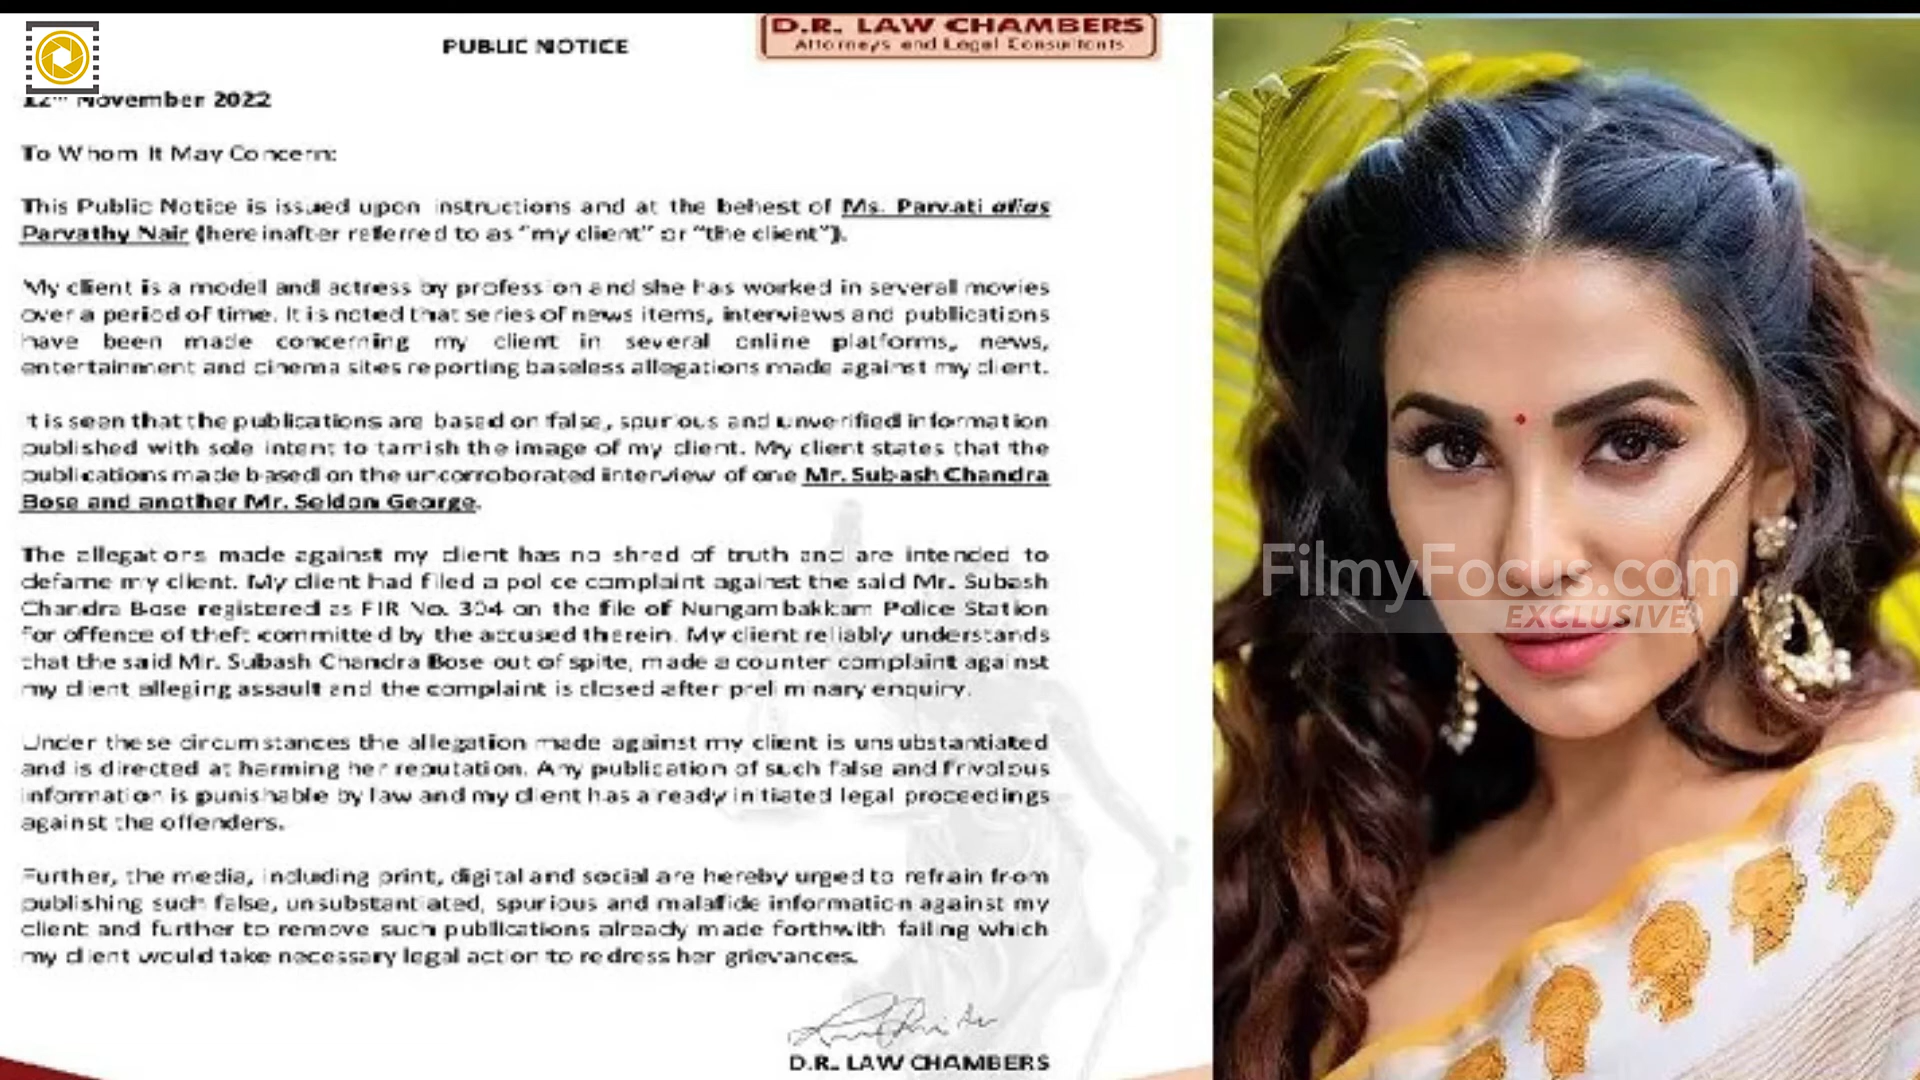 D.R. LAW CHAMBERS
Attorneys and Legal Consultants
PUBLIC NOTICE
12th November 2022
To Whom It May Concern:
This Public Notice is issued upon instructions and at the behest of Ms. Parvati alias
Parvathy Nair (hereinafter referred to as "my client" or "the client").
My client is a model and actress by profession and she has worked in several movies
over a period of time. It is noted that series of news items, interviews and publications
have been made concerning my client in several online platforms, news,
entertainment and cinema sites reporting baseless allegations made against my client.
It is seen that the publications are based on false, spurious and unverified information
published with sole intent to tarnish the image of my client. My client states that the
publications made based on the uncorroborated interview of one Mr. Subash Chandra
Bose and another Mr. Seldon George.
The allegations made against my client has no shred of truth and are intended to
defame my client. My client had filed a police complaint against the said Mr. Subash
Chandra Bose registered as FIR No. 304 on the file of Nungambakkam Police Station
for offence of theft committed by the accused therein. My client reliably understands
that the said Mr. Subash Chandra Bose out of spite, made a counter complaint against
my client alleging assault and the complaint is closed after preliminary enquiry.
Under these circumstances the allegation made against my client is unsubstantiated
and is directed at harming her reputation. Any publication of such false and frivolous
information is punishable by law and my client has already initiated legal proceedings
against the offenders.
Further, the media, including print, digital and social are hereby urged to refrain from
publishing such false, unsubstantiated, spurious and malafide information against my
client and further to remove such publications already made forthwith failing which
my client would take necessary legal action to redress her grievances.
D.R. LAW CHAMBERS
FilmyFocus.com
EXCLUSIVE